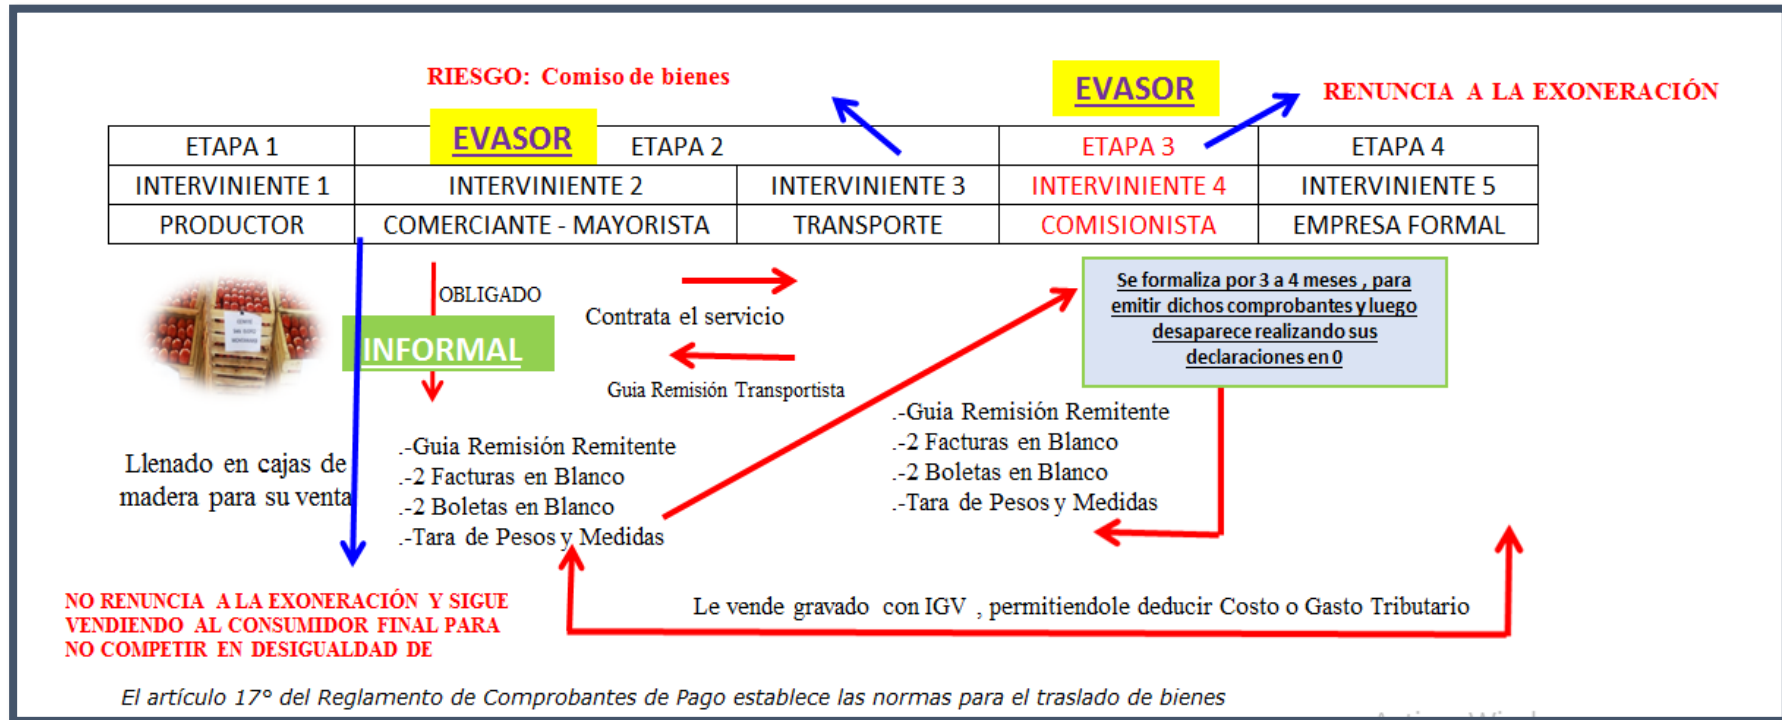 RIESGO: Comiso de bienes
EVASOR
RENUNCIA A LA EXONERACIÓN
ETAPA 1
EVASOR
ETAPA 2
ETAPA 3
ETAPA 4
INTERVINIENTE 1
INTERVINIENTE 2
INTERVINIENTE 3
INTERVINIENTE 4
INTERVINIENTE 5
PRODUCTOR
COMERCIANTE - MAYORISTA
TRANSPORTE
COMISIONISTA
EMPRESA FORMAL
OBLIGADO
INFORMAL
Contrata el servicio
Guia Remisión Transportista
Se formaliza por 3 a 4 meses , para
emitir dichos comprobantes y luego
desaparece realizando sus
declaraciones en 0
Llenado en cajas de
madera para su venta
.-Guia Remisión Remitente
.-2 Facturas en Blanco
.-2 Boletas en Blanco
.-Tara de Pesos y Medidas
.-Guia Remisión Remitente
.-2 Facturas en Blanco
.-2 Boletas en Blanco
.-Tara de Pesos y Medidas
NO RENUNCIA A LA EXONERACIÓN Y SIGUE
VENDIENDO AL CONSUMIDOR FINAL PARA
NO COMPETIR EN DESIGUALDAD DE
Le vende gravado con IGV , permitiendole deducir Costo o Gasto Tributario
El artículo 17° del Reglamento de Comprobantes de Pago establece las normas para el traslado de bienes